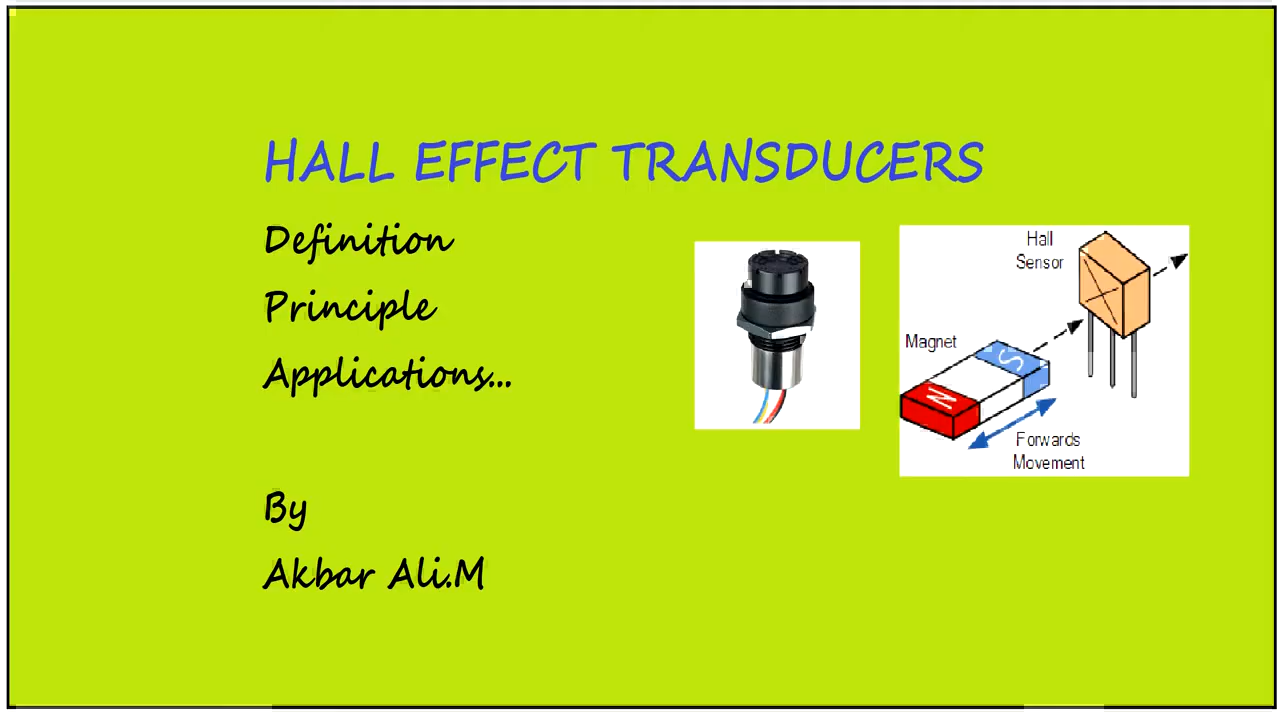 HALL EFFECT TRANSDUCERS
Definition
Principle
Applications...
By
Akbar Ali.M
Hall
Sensor
Magnet
S
N
Forwards
Movement